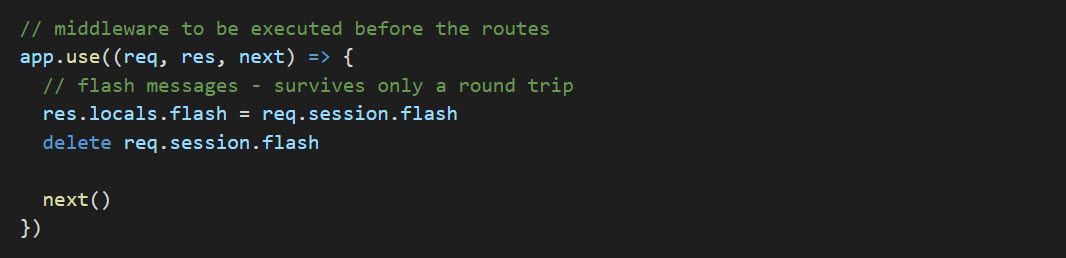 // middleware to be executed before the routes
app.use((req, res, next) => {
  // flash messages - survives only a round trip
  res.locals.flash = req.session.flash
  delete req.session.flash

  next()
})